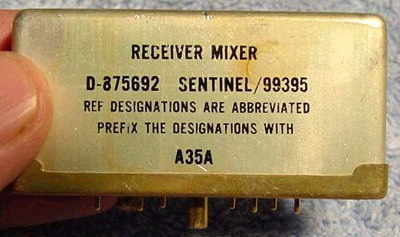 RECEIVER MIXER
D-875692 SENTINEL/99395
REF DESIGNATIONS ARE ABBREVIATED
PREFiX THE DESIGNATIONS WITH
A35A